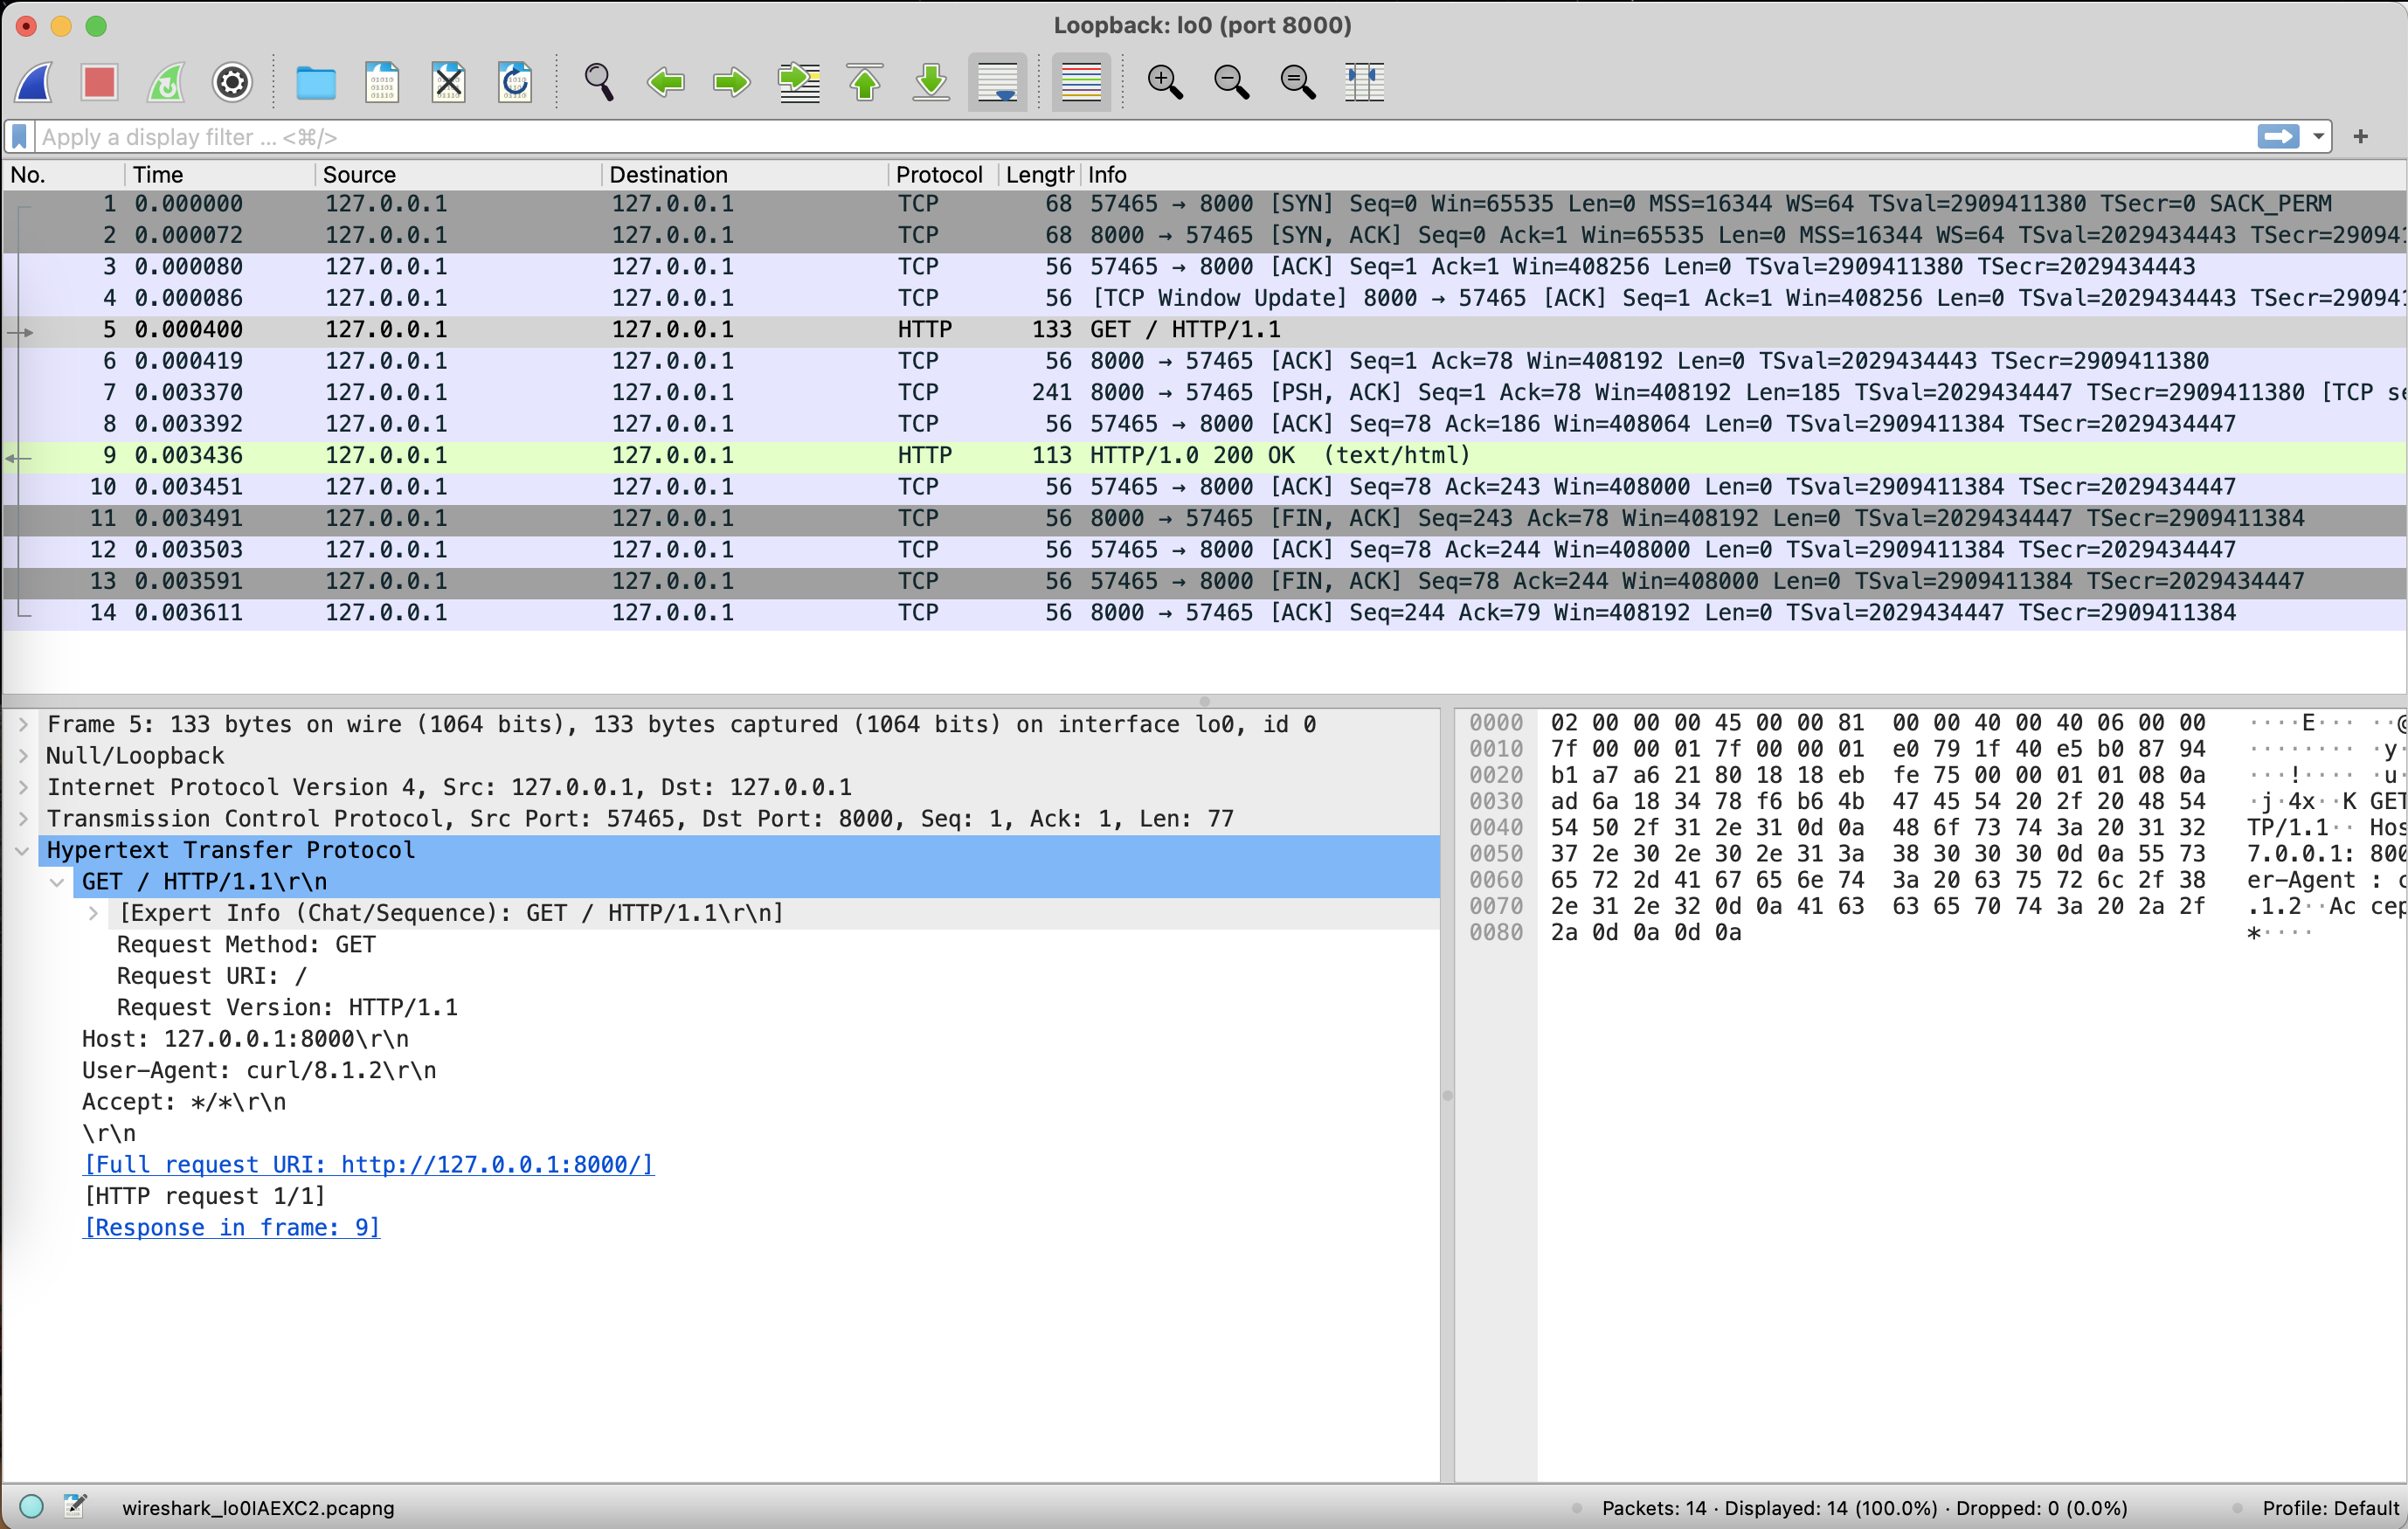 Loopback: lo0 (port 8000)
Apply a display filter ... <⌘/>
No. Time Source Destination Protocol Length Info
1 0.000000 127.0.0.1 127.0.0.1 TCP 68 57465 → 8000 [SYN] Seq=0 Win=65535 Len=0 MSS=16344 WS=64 TSval=2909411380 TSecr=0 SACK_PERM
2 0.000072 127.0.0.1 127.0.0.1 TCP 68 8000 → 57465 [SYN, ACK] Seq=0 Ack=1 Win=65535 Len=0 MSS=16344 WS=64 TSval=2029434443 TSecr=29094
3 0.000080 127.0.0.1 127.0.0.1 TCP 56 57465 → 8000 [ACK] Seq=1 Ack=1 Win=408256 Len=0 TSval=2909411380 TSecr=2029434443
4 0.000086 127.0.0.1 127.0.0.1 TCP 56 [TCP Window Update] 8000 → 57465 [ACK] Seq=1 Ack=1 Win=408256 Len=0 TSval=2029434443 TSecr=29094
5 0.000400 127.0.0.1 127.0.0.1 HTTP 133 GET / HTTP/1.1
6 0.000419 127.0.0.1 127.0.0.1 TCP 56 8000 → 57465 [ACK] Seq=1 Ack=78 Win=408192 Len=0 TSval=2029434443 TSecr=2909411380
7 0.003370 127.0.0.1 127.0.0.1 TCP 241 8000 → 57465 [PSH, ACK] Seq=1 Ack=78 Win=408192 Len=185 TSval=2029434447 TSecr=2909411380 [TCP se
8 0.003392 127.0.0.1 127.0.0.1 TCP 56 57465 → 8000 [ACK] Seq=78 Ack=186 Win=408064 Len=0 TSval=2909411384 TSecr=2029434447
9 0.003436 127.0.0.1 127.0.0.1 HTTP 113 HTTP/1.0 200 OK (text/html)
10 0.003451 127.0.0.1 127.0.0.1 TCP 56 57465 → 8000 [ACK] Seq=78 Ack=243 Win=408000 Len=0 TSval=2909411384 TSecr=2029434447
11 0.003491 127.0.0.1 127.0.0.1 TCP 56 8000 → 57465 [FIN, ACK] Seq=243 Ack=78 Win=408192 Len=0 TSval=2029434447 TSecr=2909411384
12 0.003503 127.0.0.1 127.0.0.1 TCP 56 57465 → 8000 [ACK] Seq=78 Ack=244 Win=408000 Len=0 TSval=2909411384 TSecr=2029434447
13 0.003591 127.0.0.1 127.0.0.1 TCP 56 57465 → 8000 [FIN, ACK] Seq=78 Ack=244 Win=408000 Len=0 TSval=2909411384 TSecr=2029434447
14 0.003611 127.0.0.1 127.0.0.1 TCP 56 8000 → 57465 [ACK] Seq=244 Ack=79 Win=408192 Len=0 TSval=2029434447 TSecr=2909411384
Frame 5: 133 bytes on wire (1064 bits), 133 bytes captured (1064 bits) on interface lo0, id 0
Null/Loopback
Internet Protocol Version 4, Src: 127.0.0.1, Dst: 127.0.0.1
Transmission Control Protocol, Src Port: 57465, Dst Port: 8000, Seq: 1, Ack: 1, Len: 77
Hypertext Transfer Protocol
GET / HTTP/1.1\r\n
[Expert Info (Chat/Sequence): GET / HTTP/1.1\r\n]
Request Method: GET
Request URI: /
Request Version: HTTP/1.1
Host: 127.0.0.1:8000\r\n
User-Agent: curl/8.1.2\r\n
Accept: */*\r\n
\r\n
[Full request URI: http://127.0.0.1:8000/]
[HTTP request 1/1]
[Response in frame: 9]
0000 02 00 00 00 45 00 00 81 00 00 40 00 40 06 00 00 ····E··· ··@
0010 7f 00 00 01 7f 00 00 01 e0 79 1f 40 e5 b0 87 94 ········ ·y·
0020 b1 a7 a6 21 80 18 18 eb fe 75 00 00 01 01 08 0a ···!···· ·u·
0030 ad 6a 18 34 78 f6 b6 4b 47 45 54 20 2f 20 48 54 ·j·4x··K GET
0040 54 50 2f 31 2e 31 0d 0a 48 6f 73 74 3a 20 31 32 TP/1.1·· Hos
0050 37 2e 30 2e 30 2e 31 3a 38 30 30 30 0d 0a 55 73 7.0.0.1: 800
0060 65 72 2d 41 67 65 6e 74 3a 20 63 75 72 6c 2f 38 er-Agent : c
0070 2e 31 2e 32 0d 0a 41 63 63 65 70 74 3a 20 2a 2f .1.2··Ac cep
0080 2a 0d 0a 0d 0a *····
wireshark_lo0IAEXC2.pcapng
Packets: 14 · Displayed: 14 (100.0%) · Dropped: 0 (0.0%)
Profile: Default